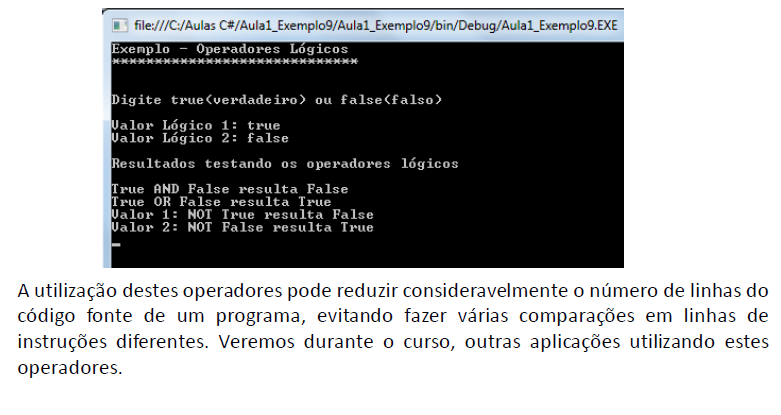 file:///C:/Aulas C#/Aula1_Exemplo9/Aula1_Exemplo9/bin/Debug/Aula1_Exemplo9.EXE
Exemplo - Operadores Lógicos
*****************************
Digite true(verdadeiro) ou false(falso)
Valor Lógico 1: true
Valor Lógico 2: false
Resultados testando os operadores lógicos
True AND False resulta False
True OR False resulta True
Valor 1: NOT True resulta False
Valor 2: NOT False resulta True
A utilização destes operadores pode reduzir consideravelmente o número de linhas do
código fonte de um programa, evitando fazer várias comparações em linhas de
instruções diferentes. Veremos durante o curso, outras aplicações utilizando estes
operadores.